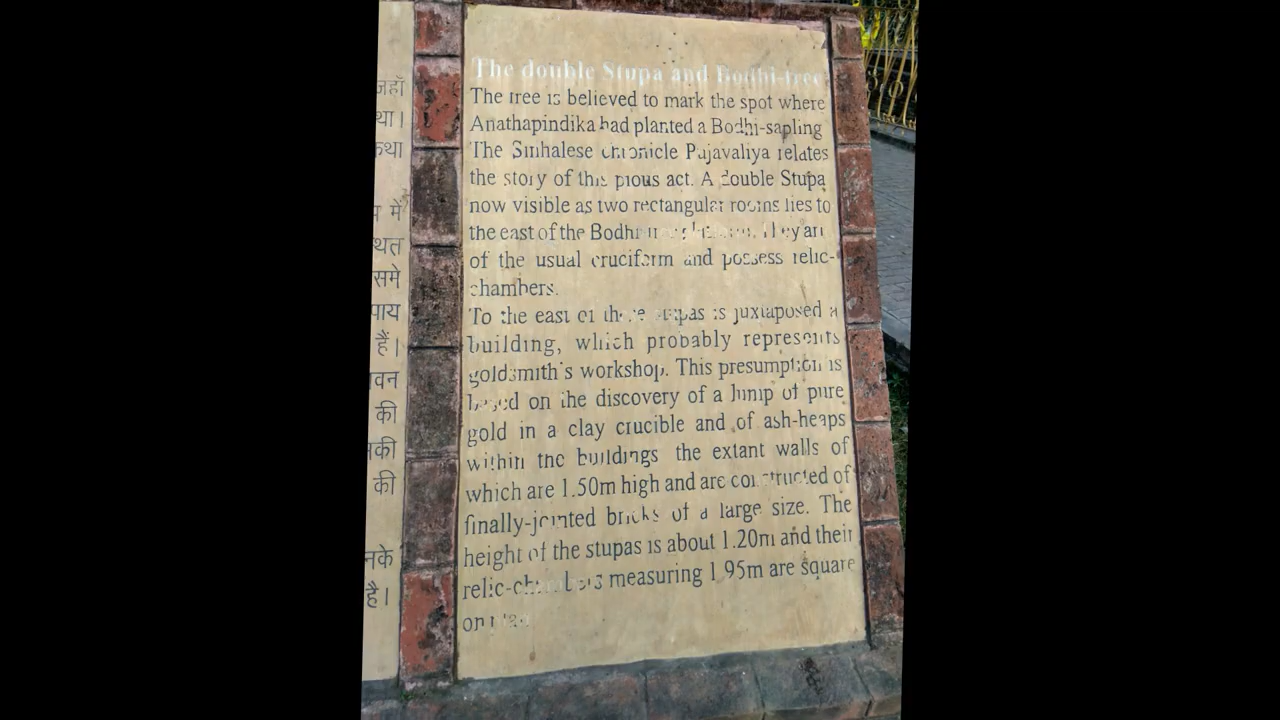 जहाँ
था।
कथा
में
समे
पाय
हैं।
वन
की
की
की
नके
है।
The double Stupa and Bodhi-tree
The tree is believed to mark the spot where
Anathapindika had planted a Bodhi-sapling
The Sinhalese chronicle Pujavaliya relates
the story of this pious act. A double Stupa
now visible as two rectangular rooms lies to
the east of the Bodhi
of the usual cruciform and possess relic-
chambers.
To the east of these stupas is juxtaposed a
building, which probably represents
goldsmith's workshop. This presumption is
based on the discovery of a lump of pure
gold in a clay crucible and of ash-heaps
within the buildings the extant walls of
which are 1.50m high and are constructed of
finally-jointed bricks of a large size. The
height of the stupas is about 1.20m and their
relic-chambers measuring 1.95m are square
on plan